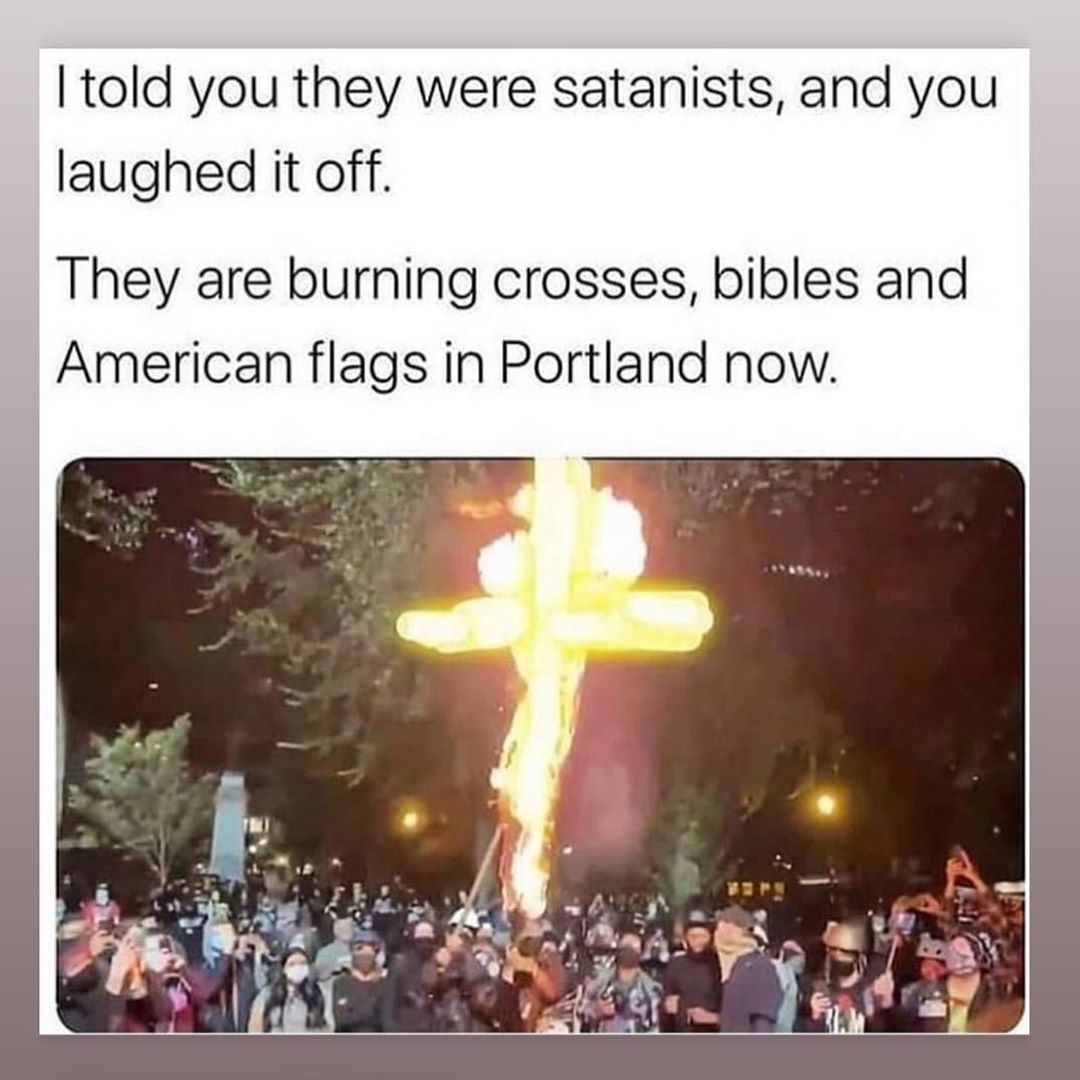 I told you they were satanists, and you
laughed it off.
They are burning crosses, bibles and
American flags in Portland now.